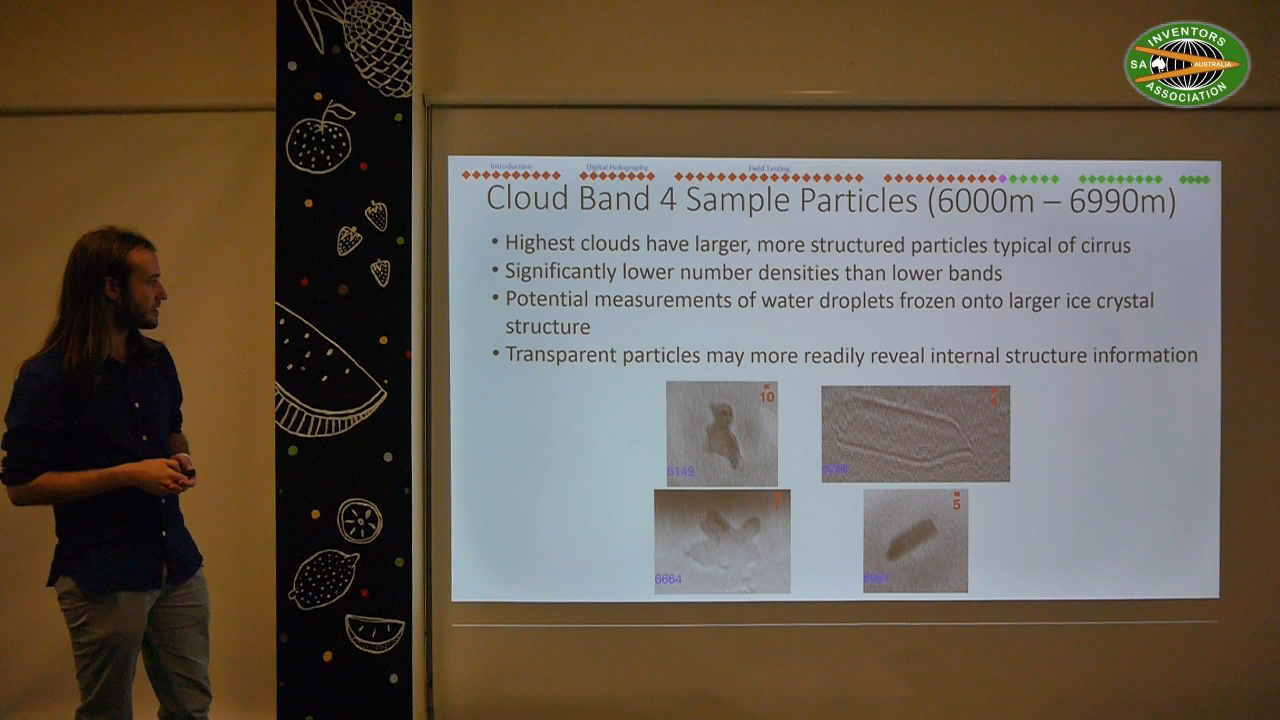 INVENTORS
SA AUSTRALIA
ASSOCIATION
Introduction Digital Holography Field Testing
Cloud Band 4 Sample Particles (6000m – 6990m)
• Highest clouds have larger, more structured particles typical of cirrus
• Significantly lower number densities than lower bands
• Potential measurements of water droplets frozen onto larger ice crystal
structure
• Transparent particles may more readily reveal internal structure information
10
6149
5
6664